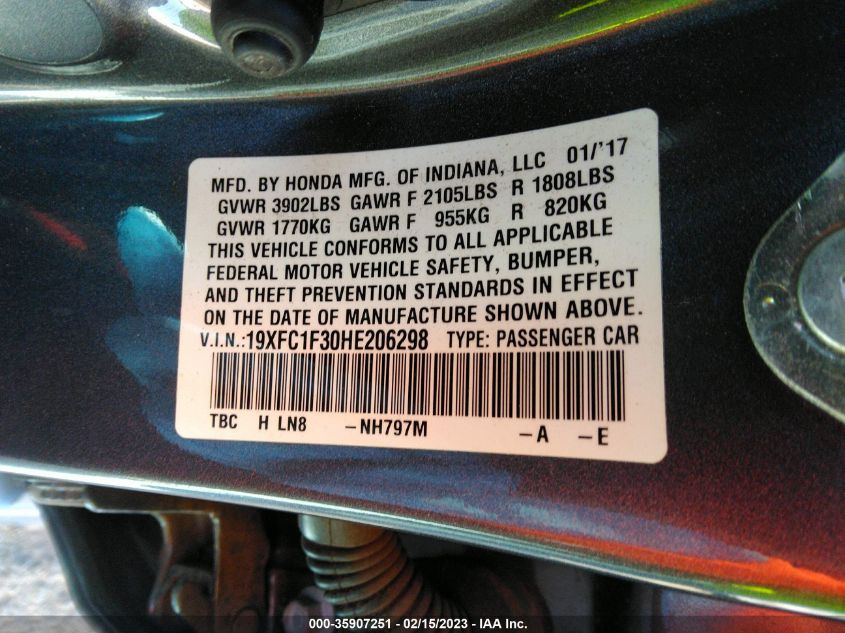 MFD. BY HONDA MFG. OF INDIANA, LLC 01/'17
GVWR 3902LBS GAWR F 2105LBS R 1808LBS
GVWR 1770KG GAWR F 955KG R 820KG
THIS VEHICLE CONFORMS TO ALL APPLICABLE
FEDERAL MOTOR VEHICLE SAFETY, BUMPER,
AND THEFT PREVENTION STANDARDS IN EFFECT
ON THE DATE OF MANUFACTURE SHOWN ABOVE.
V.I.N.:19XFC1F30HE206298 TYPE: PASSENGER CAR
TBC H LN8 -NH797M -A -E
000-35907251 - 02/15/2023 - IAA Inc.